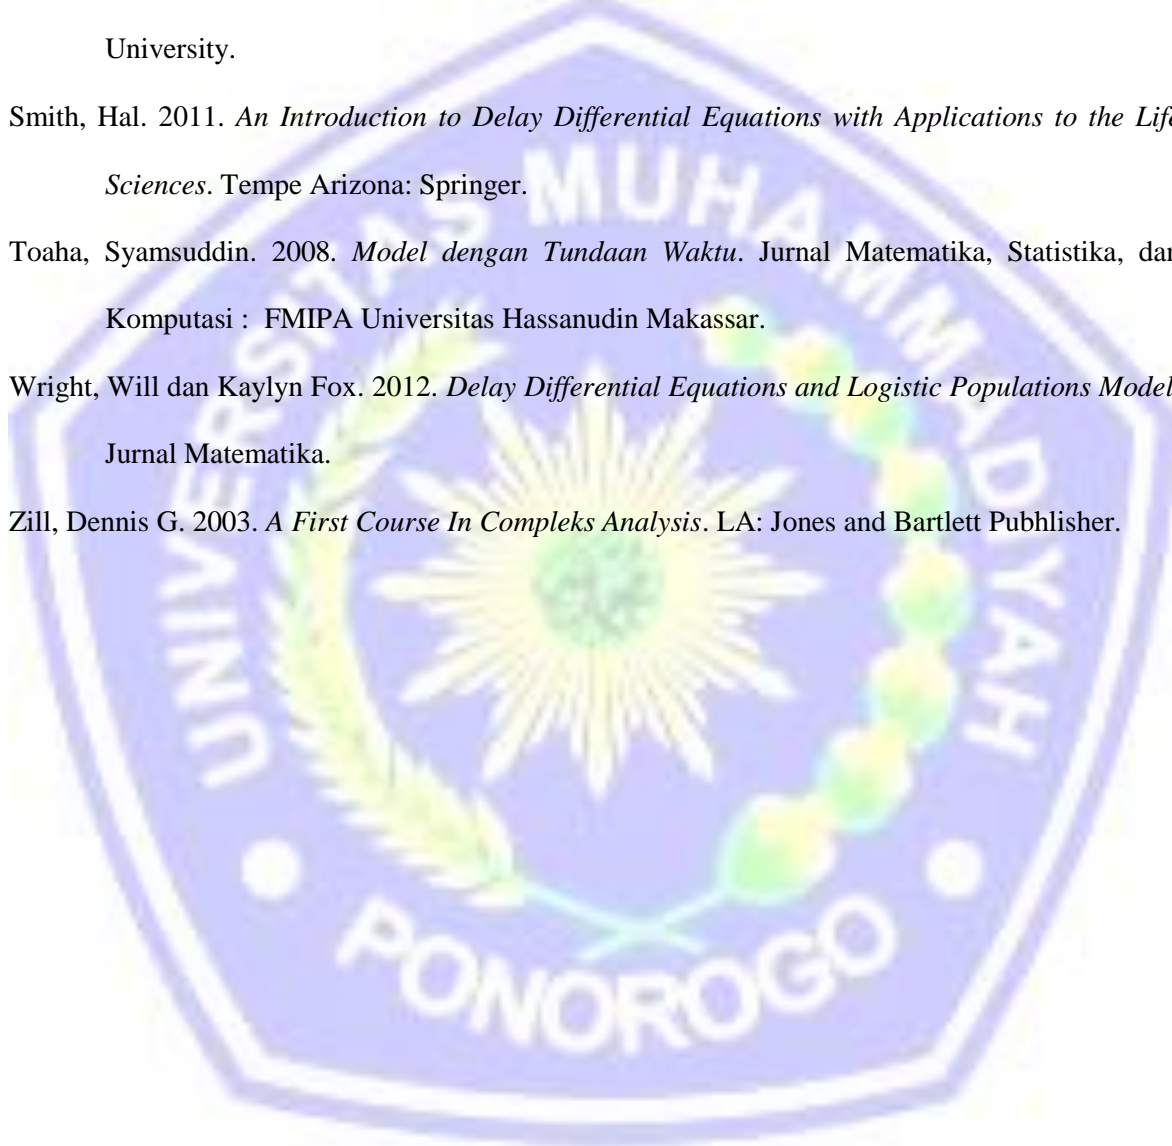 University.
Smith, Hal. 2011. An Introduction to Delay Differential Equations with Applications to the Life
Sciences. Tempe Arizona: Springer.
Toaha, Syamsuddin. 2008. Model dengan Tundaan Waktu. Jurnal Matematika, Statistika, dan
Komputasi : FMIPA Universitas Hassanudin Makassar.
Wright, Will dan Kaylyn Fox. 2012. Delay Differential Equations and Logistic Populations Model
Jurnal Matematika.
Zill, Dennis G. 2003. A First Course In Compleks Analysis. LA: Jones and Bartlett Pubhlisher.
UNIVERSITAS MUHAMMADIYAH
PONOROGO